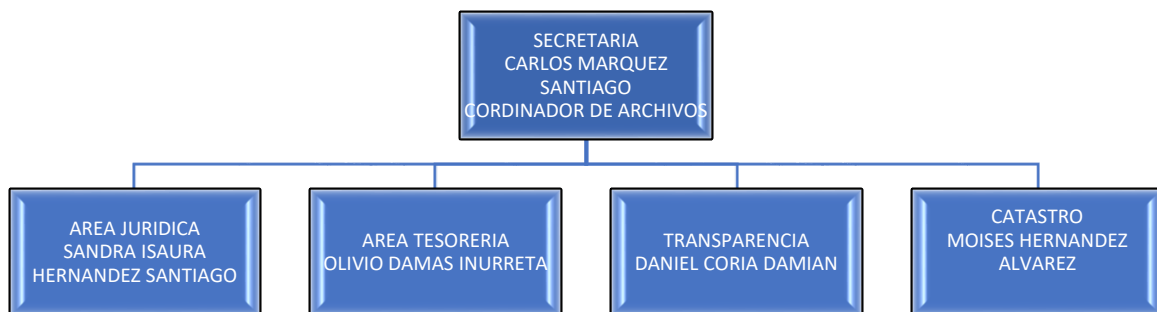 SECRETARIA
CARLOS MARQUEZ
SANTIAGO
CORDINADOR DE ARCHIVOS
AREA JURIDICA
SANDRA ISAURA
HERNANDEZ SANTIAGO
AREA TESORERIA
OLIVIO DAMAS INURRETA
TRANSPARENCIA
DANIEL CORIA DAMIAN
CATASTRO
MOISES HERNANDEZ
ALVAREZ